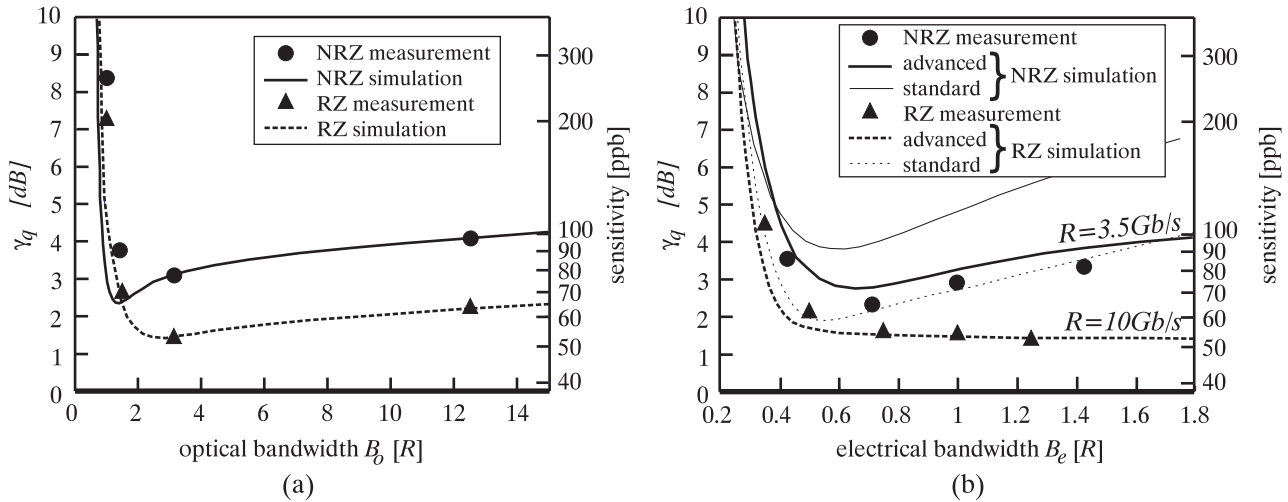 10
9
8
7
6
5
4
3
2
1
0
γq [dB]
NRZ measurement
NRZ simulation
RZ measurement
RZ simulation
300
200
100
90
80
70
60
50
40
sensitivity [ppb]
0 2 4 6 8 10 12 14
optical bandwidth Bo [R]
(a)
10
9
8
7
6
5
4
3
2
1
0
γq [dB]
NRZ measurement
advanced
standard
} NRZ simulation
RZ measurement
advanced
standard
} RZ simulation
R=3.5Gb/s
R=10Gb/s
300
200
100
90
80
70
60
50
40
sensitivity [ppb]
0.2 0.4 0.6 0.8 1 1.2 1.4 1.6 1.8
electrical bandwidth Be [R]
(b)